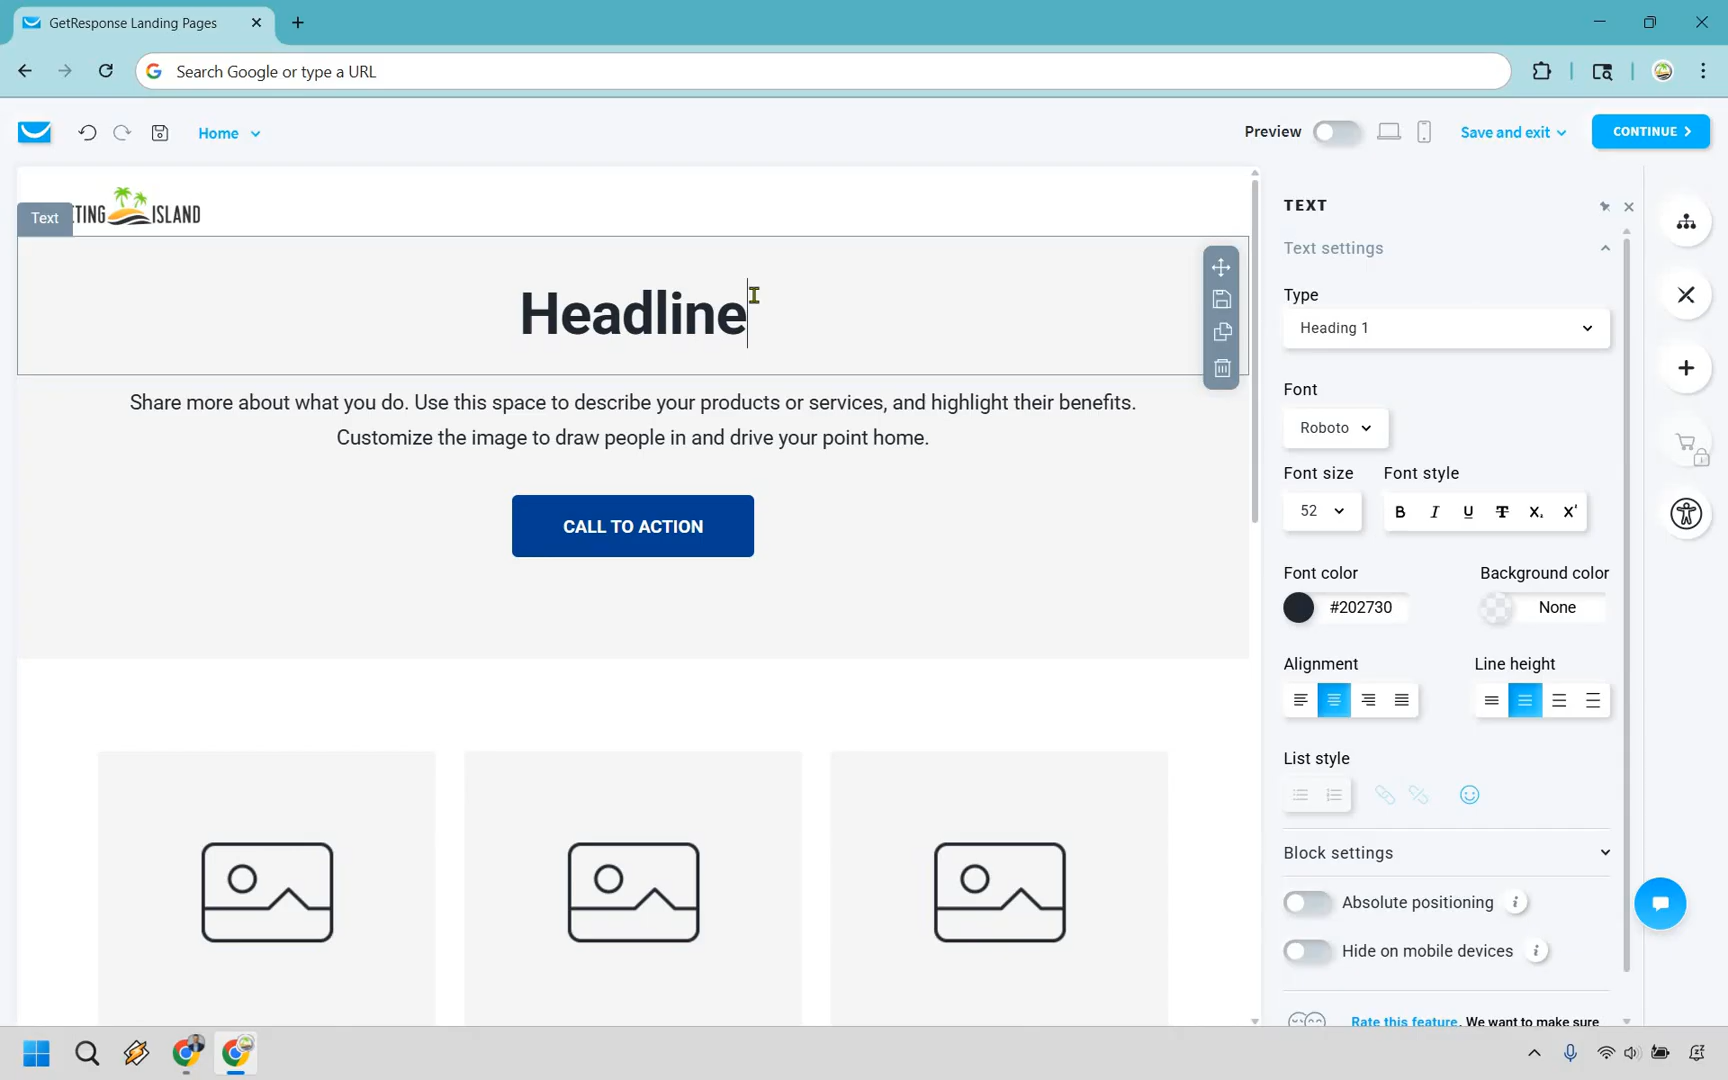 GetResponse Landing Pages
Search Google or type a URL
Home
Preview
Save and exit
CONTINUE
TING ISLAND
Text
Headline
Share more about what you do. Use this space to describe your products or services, and highlight their benefits.
Customize the image to draw people in and drive your point home.
CALL TO ACTION
TEXT
Text settings
Type
Heading 1
Font
Roboto
Font size
Font style
52
B I U T X, X'
Font color
Background color
#202730
None
Alignment
Line height
List style
Block settings
Absolute positioning
Hide on mobile devices
Rate this feature. We want to make sure